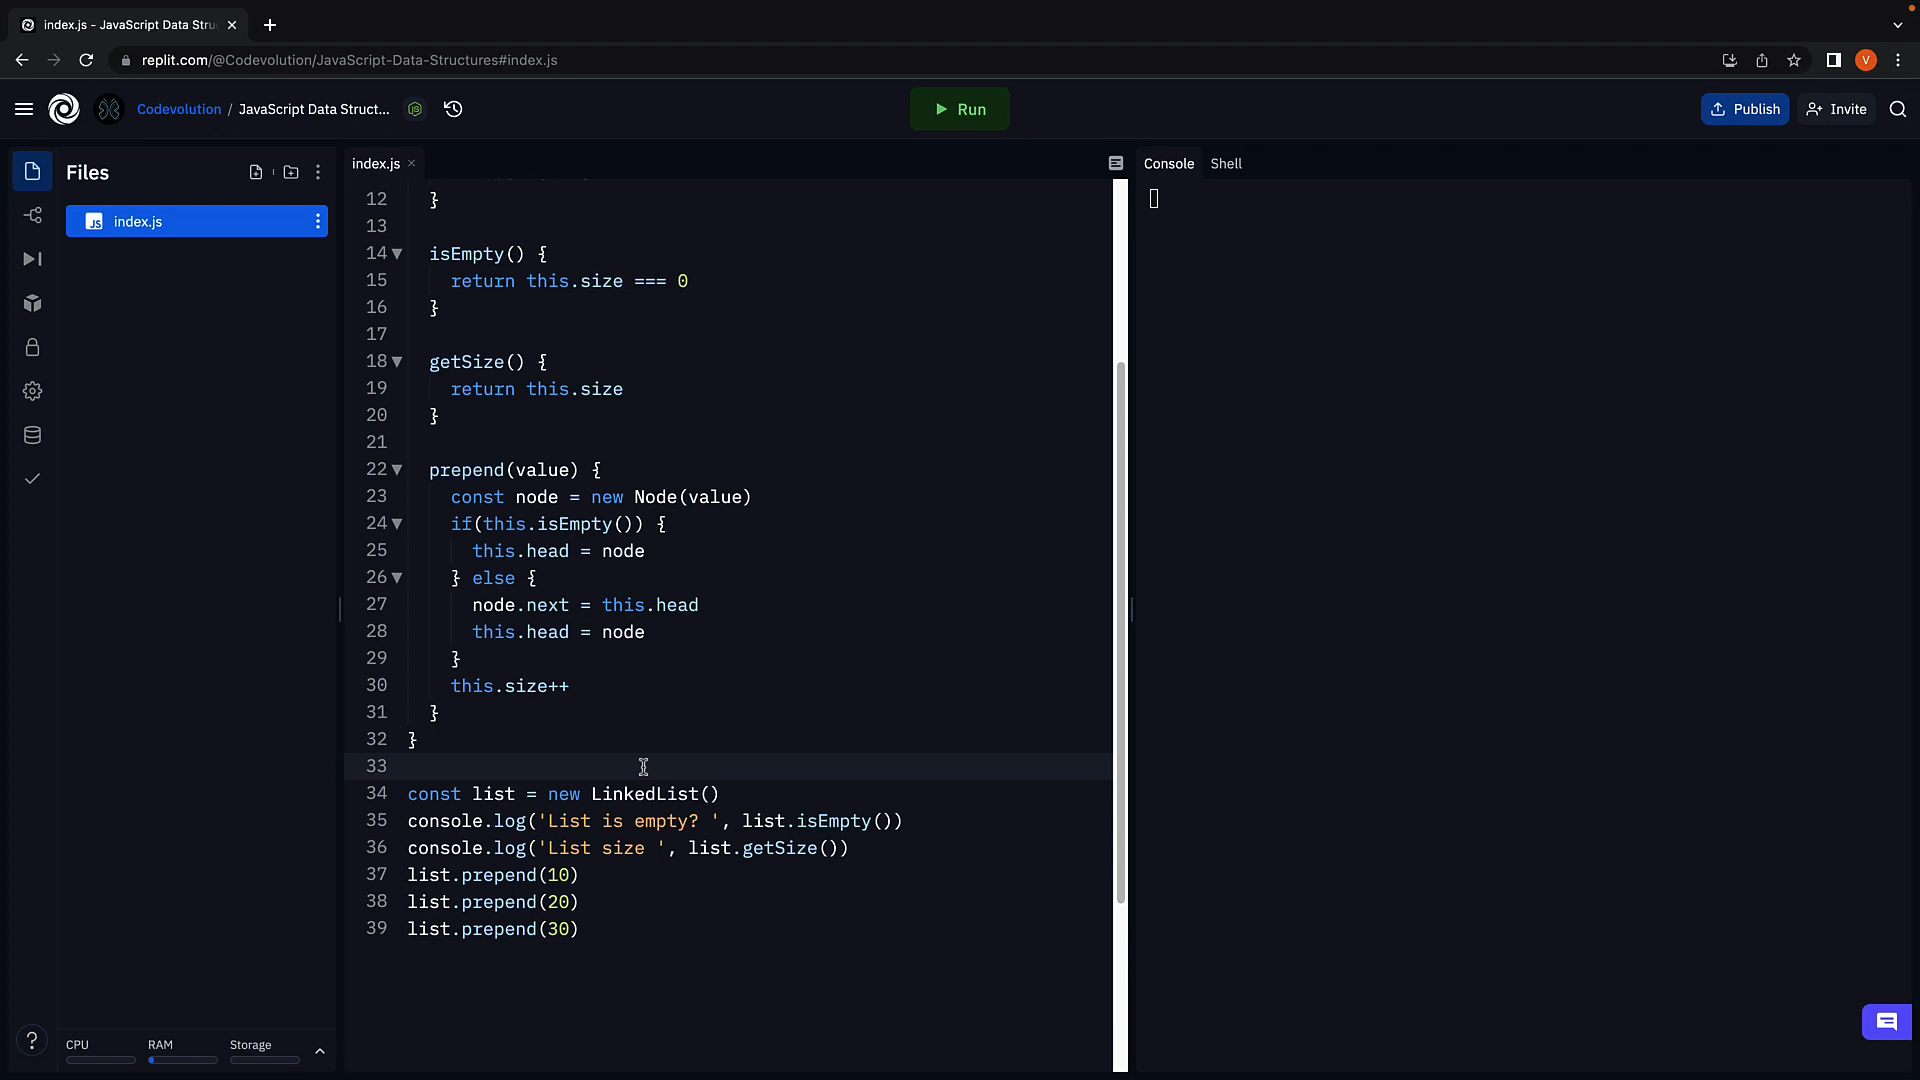 index.js - JavaScript Data Stru
replit.com/@Codevolution/JavaScript-Data-Structures#index.js
V
Codevolution / JavaScript Data Struct...
Run
Publish
Invite
Files
index.js
Console
Shell
JS index.js
12 }
13
14 isEmpty() {
15 return this.size === 0
16 }
17
18 getSize() {
19 return this.size
20 }
21
22 prepend(value) {
23 const node = new Node(value)
24 if(this.isEmpty()) {
25 this.head = node
26 } else {
27 node.next = this.head
28 this.head = node
29 }
30 this.size++
31 }
32 }
33
34 const list = new LinkedList()
35 console.log('List is empty? ', list.isEmpty())
36 console.log('List size ', list.getSize())
37 list.prepend(10)
38 list.prepend(20)
39 list.prepend(30)
?
CPU
RAM
Storage